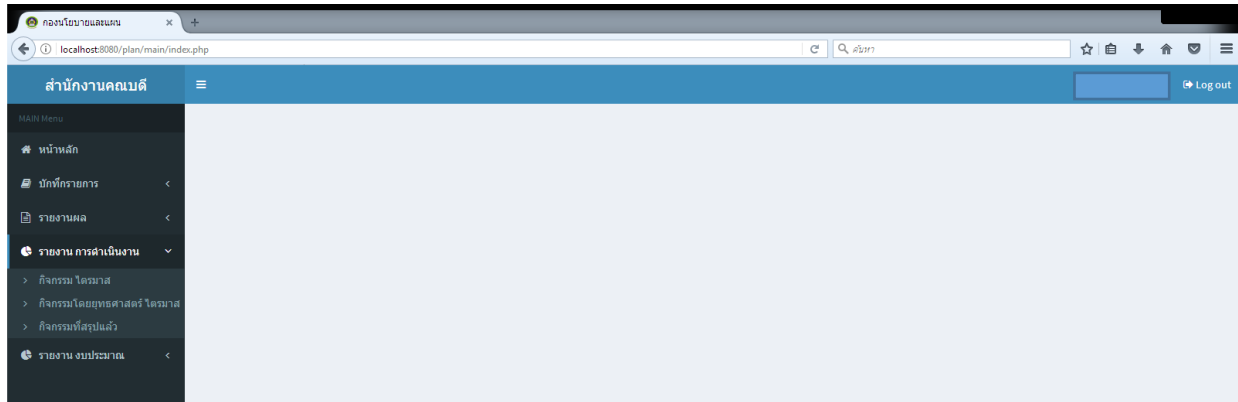 กองนโยบายและแผน
localhost:8080/plan/main/index.php
ค้นหา
สำนักงานคณบดี
Log out
MAIN Menu
หน้าหลัก
บักทึกรายการ
รายงานผล
รายงาน การดำเนินงาน
กิจกรรม ไตรมาส
กิจกรรมโดยยุทธศาสตร์ ไตรมาส
กิจกรรมที่สรุปแล้ว
รายงาน งบประมาณ